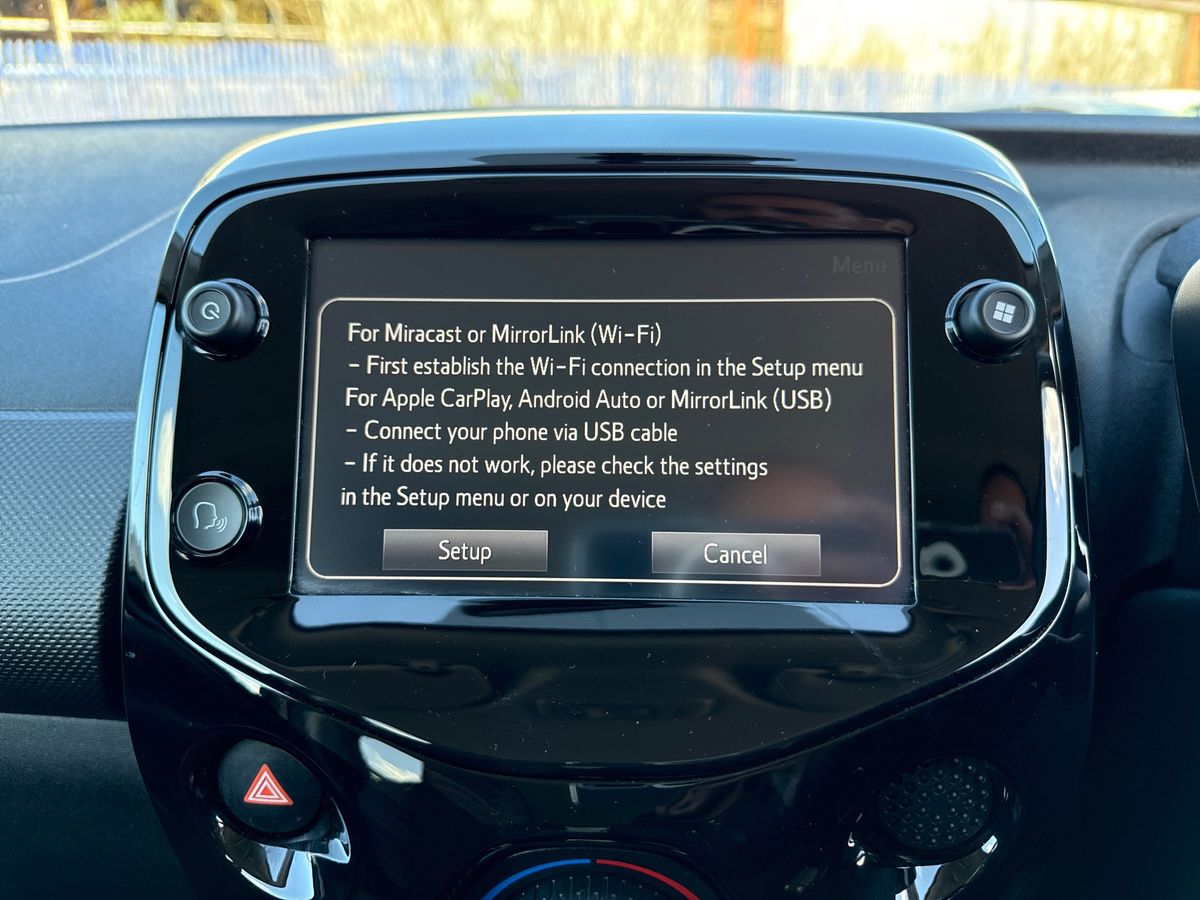 Menu
For Miracast or MirrorLink (Wi-Fi)
- First establish the Wi-Fi connection in the Setup menu
For Apple CarPlay, Android Auto or MirrorLink (USB)
- Connect your phone via USB cable
- If it does not work, please check the settings
in the Setup menu or on your device
Setup
Cancel